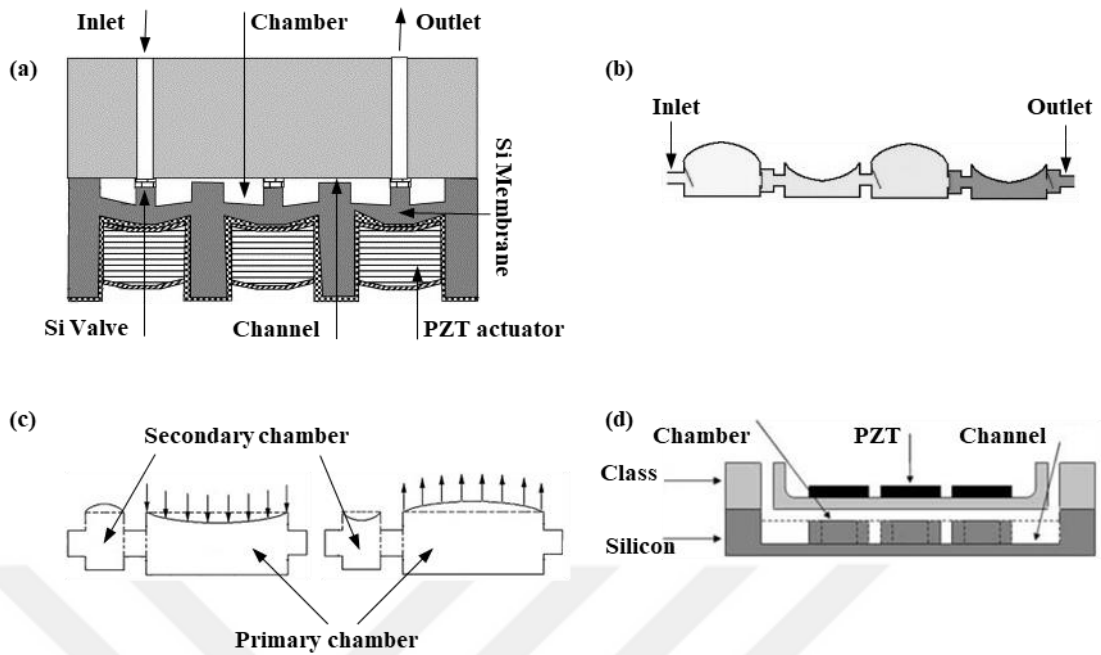 (a)
Inlet
Chamber
Outlet
Si Membrane
Si Valve
Channel
PZT actuator
(b)
Inlet
Outlet
(c)
Secondary chamber
Primary chamber
(d)
Chamber
PZT
Channel
Class
Silicon